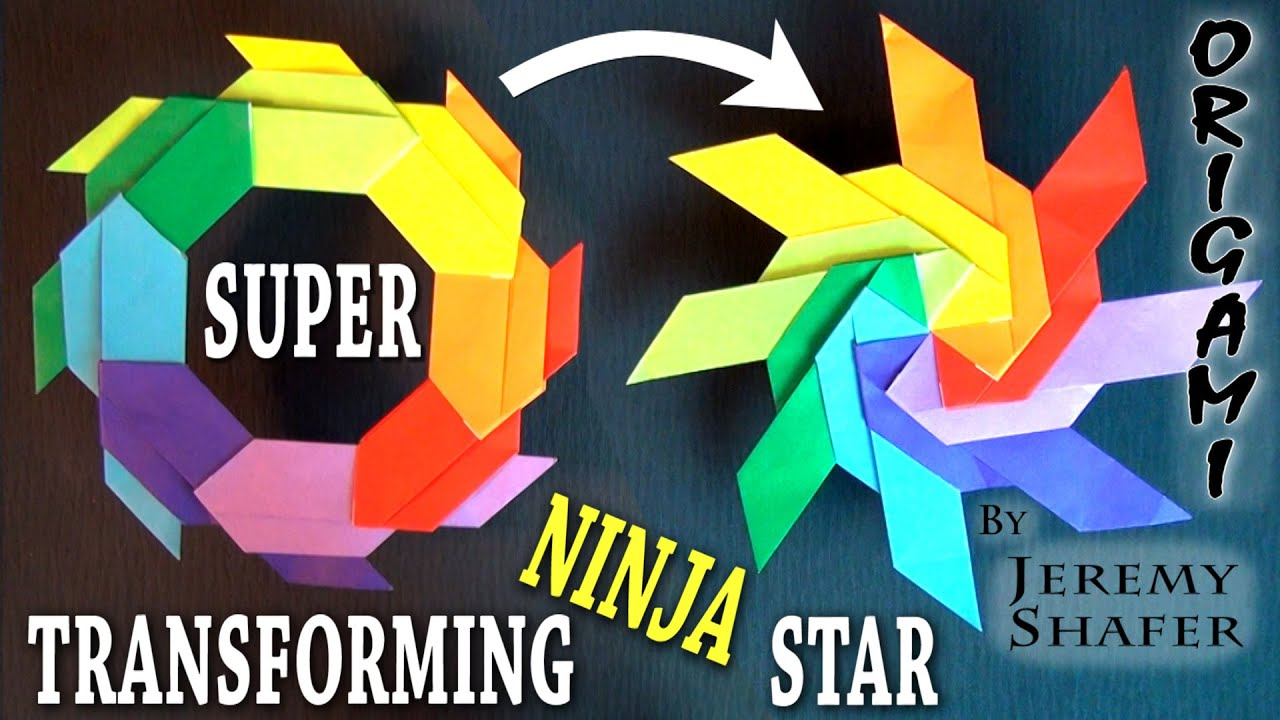 SUPER
TRANSFORMING
NINJA
STAR
ORIGAMI
BY
JEREMY
SHAFER